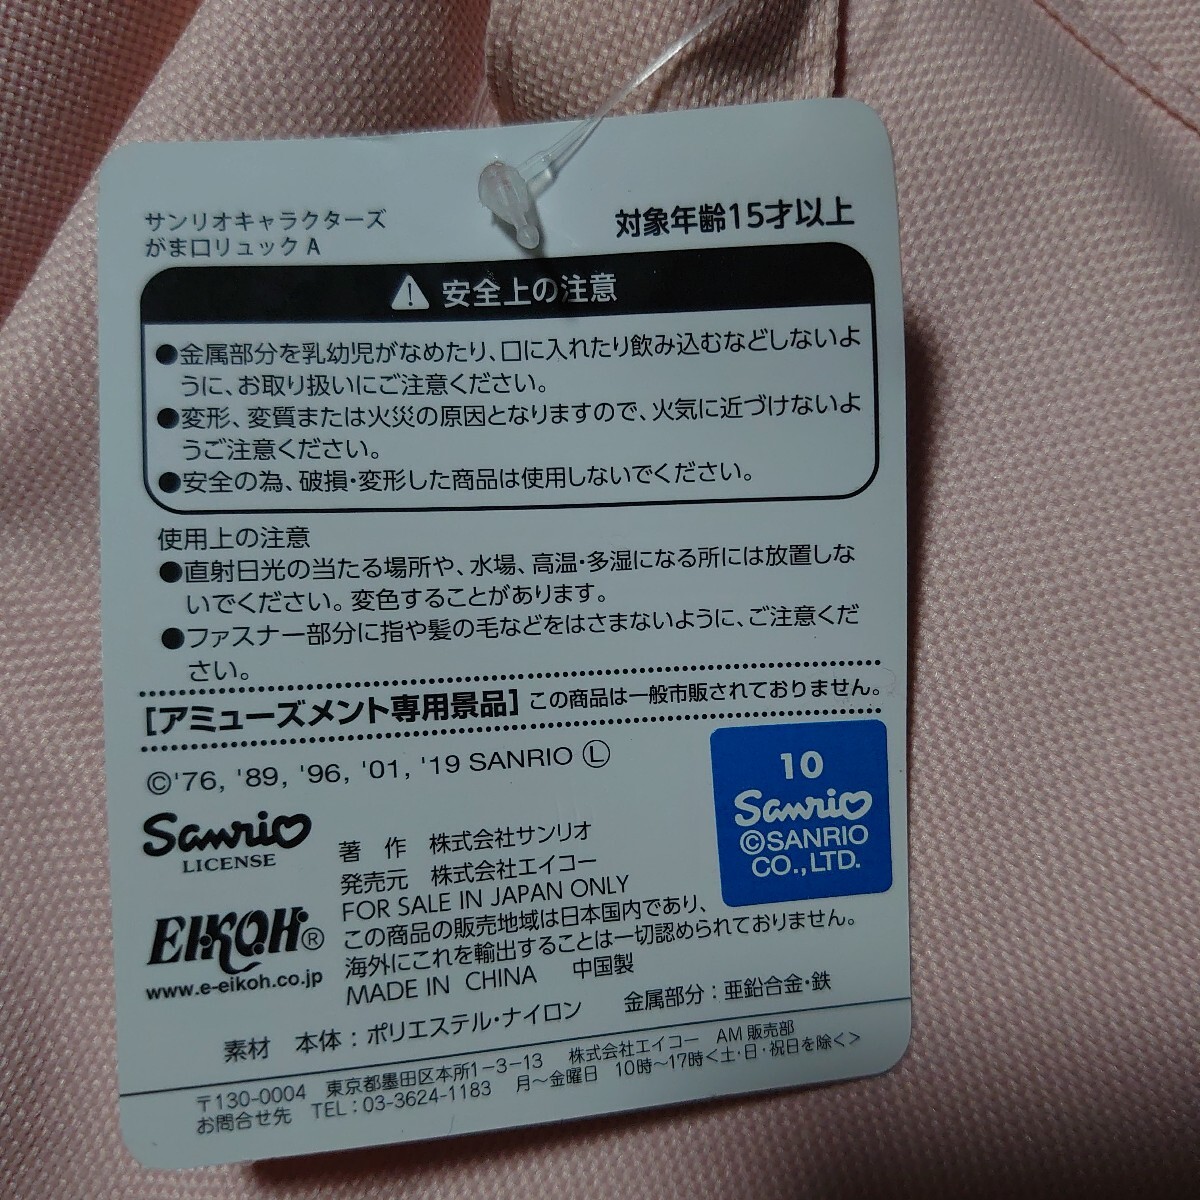 サンリオキャラクターズ
がま口リュック A
対象年齢15才以上
安全上の注意
●金属部分を乳幼児がなめたり、口に入れたり飲み込むなどしないよ
うに、お取り扱いにご注意ください。
●変形、変質または火災の原因となりますので、火気に近づけないよ
うご注意ください。
●安全の為、破損・変形した商品は使用しないでください。
使用上の注意
●直射日光の当たる場所や、水場、高温・多湿になる所には放置しな
いでください。変色することがあります。
●ファスナー部分に指や髪の毛などをはさまないように、ご注意くだ
さい。
[アミューズメント専用景品] この商品は一般市販されておりません。
©'76, '89, '96, '01, '19 SANRIO Ⓛ
10
Sanrio
©SANRIO
CO.,LTD.
Sanrio
LICENSE
著 作 株式会社サンリオ
発売元 株式会社エイコー
FOR SALE IN JAPAN ONLY
この商品の販売地域は日本国内であり、
海外にこれを輸出することは一切認められておりません。
MADE IN CHINA 中国製
EIKOH®
www.e-eikoh.co.jp
素材 本体：ポリエステル・ナイロン 金属部分：亜鉛合金・鉄
〒130-0004 東京都墨田区本所1-3-13 株式会社エイコー AM販売部
お問合せ先 TEL：03-3624-1183 月～金曜日 10時～17時<土・日・祝日を除く>